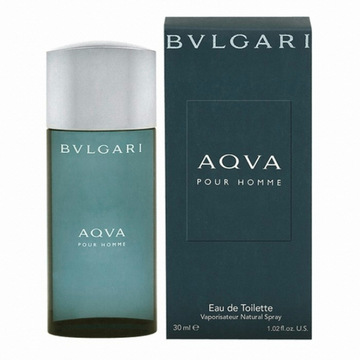 BVLGARI
AQVA
POUR HOMME
BVLGARI
AQVA
POUR HOMME
Eau de Toilette
Vaporisateur Natural Spray
30 ml e 1.02 fl.oz. U.S.